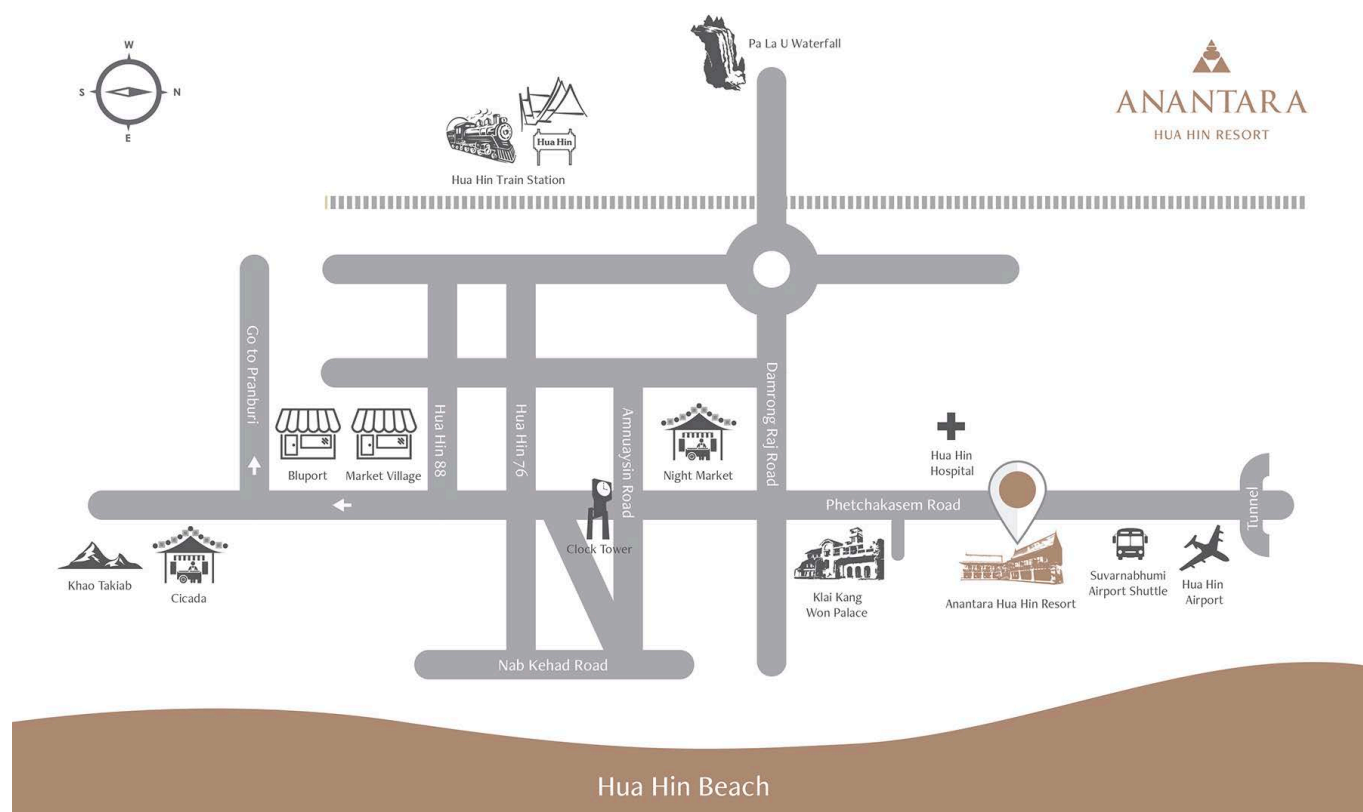 W
S
N
E
Pa La U Waterfall
ANANTARA
HUA HIN RESORT
Hua Hin
Hua Hin Train Station
Go to Pranburi
Bluport
Market Village
Hua Hin 88
Hua Hin 76
Amnuaysin Road
Night Market
Damrong Raj Road
Hua Hin
Hospital
Phetchakasem Road
Tunnel
Clock Tower
Khao Takiab
Cicada
Klai Kang
Won Palace
Anantara Hua Hin Resort
Suvarnabhumi
Airport Shuttle
Hua Hin
Airport
Nab Kehad Road
Hua Hin Beach